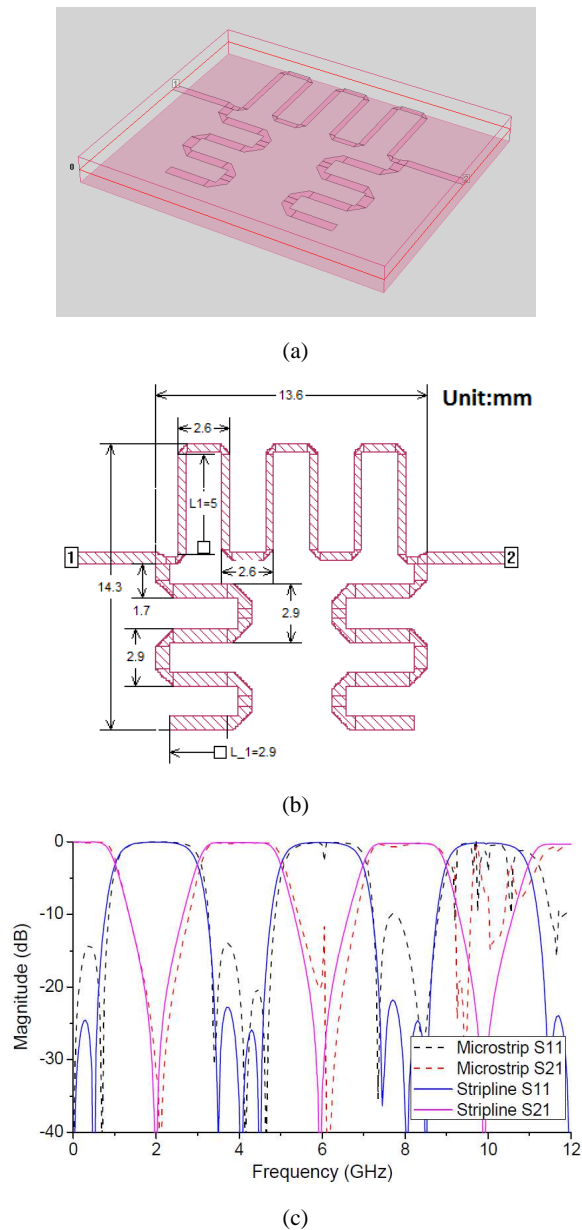 1
0
2
(a)
13.6
Unit:mm
2.6
L1=5
1
2
2.6
14.3
1.7
2.9
2.9
L_1=2.9
(b)
0
-10
-20
-30
-40
Magnitude (dB)
Microstrip S11
Microstrip S21
Stripline S11
Stripline S21
0 2 4 6 8 10 12
Frequency (GHz)
(c)